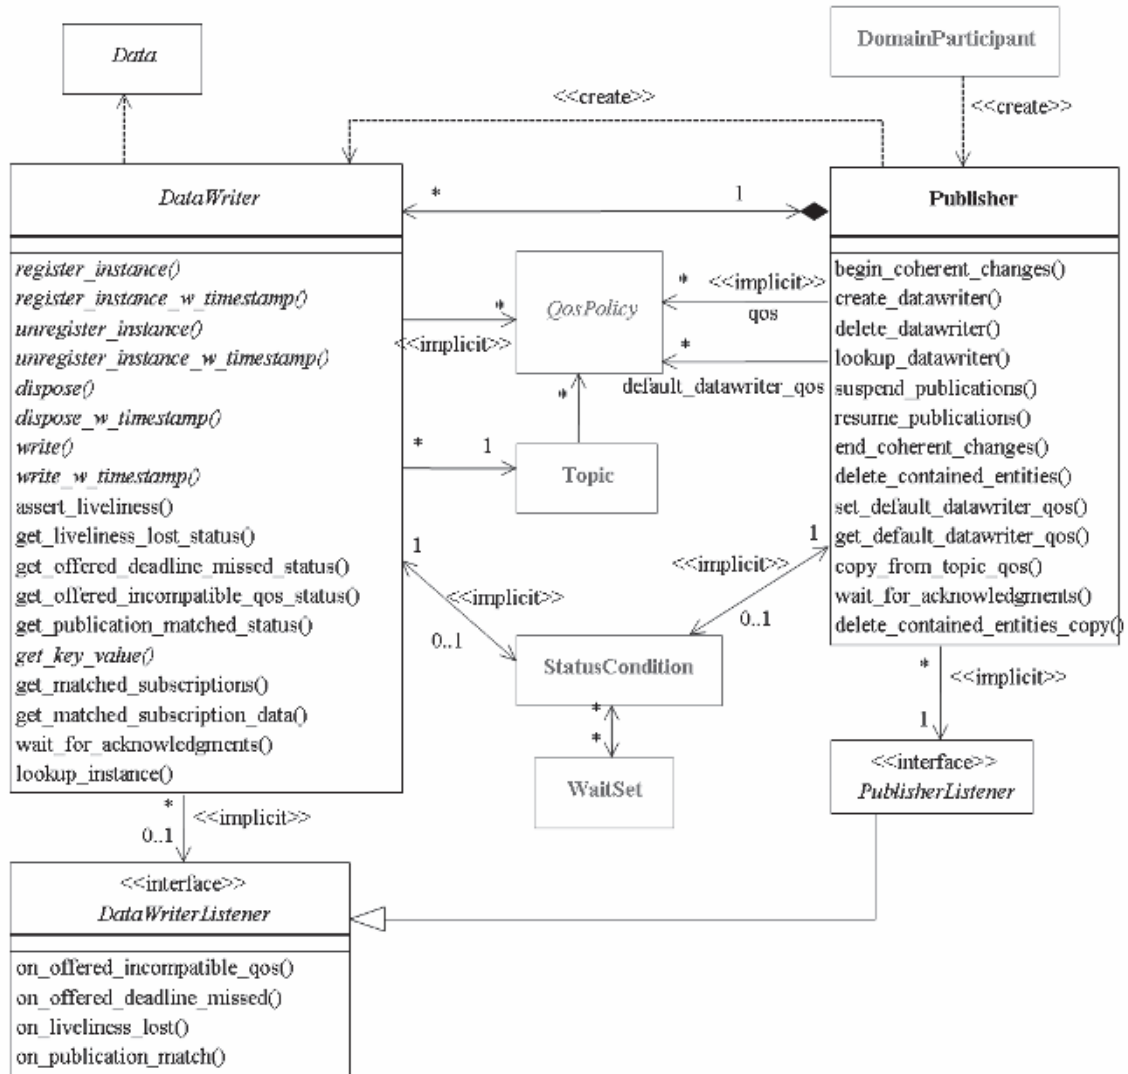 Data
DomainParticipant
<<create>>
<<create>>
DataWriter
*
1
Publisher
register_instance()
register_instance_w_timestamp()
unregister_instance()
unregister_instance_w_timestamp()
dispose()
dispose_w_timestamp()
write()
write_w_timestamp()
assert_liveliness()
get_liveliness_lost_status()
get_offered_deadline_missed_status()
get_offered_incompatible_qos_status()
get_publication_matched_status()
get_key_value()
get_matched_subscriptions()
get_matched_subscription_data()
wait_for_acknowledgments()
lookup_instance()
*
<<implicit>>
QosPolicy
*
<<implicit>>
qos
*
default_datawriter_qos
*
*
1
Topic
begin_coherent_changes()
create_datawriter()
delete_datawriter()
lookup_datawriter()
suspend_publications()
resume_publications()
end_coherent_changes()
delete_contained_entities()
set_default_datawriter_qos()
get_default_datawriter_qos()
copy_from_topic_qos()
wait_for_acknowledgments()
delete_contained_entities_copy()
1
<<implicit>>
0..1
1
<<implicit>>
0..1
StatusCondition
*
*
WaitSet
*
<<implicit>>
1
<<interface>>
PublisherListener
*
<<implicit>>
0..1
<<interface>>
DataWriterListener
on_offered_incompatible_qos()
on_offered_deadline_missed()
on_liveliness_lost()
on_publication_match()